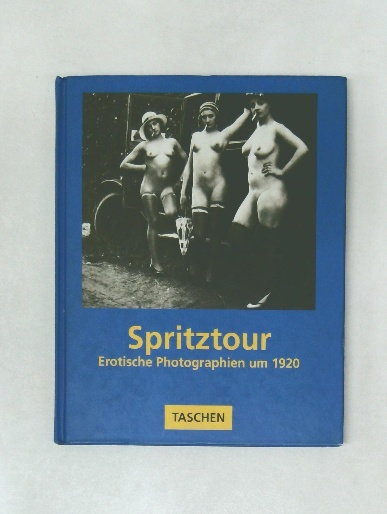 Spritztour
Erotische Photographien um 1920
TASCHEN